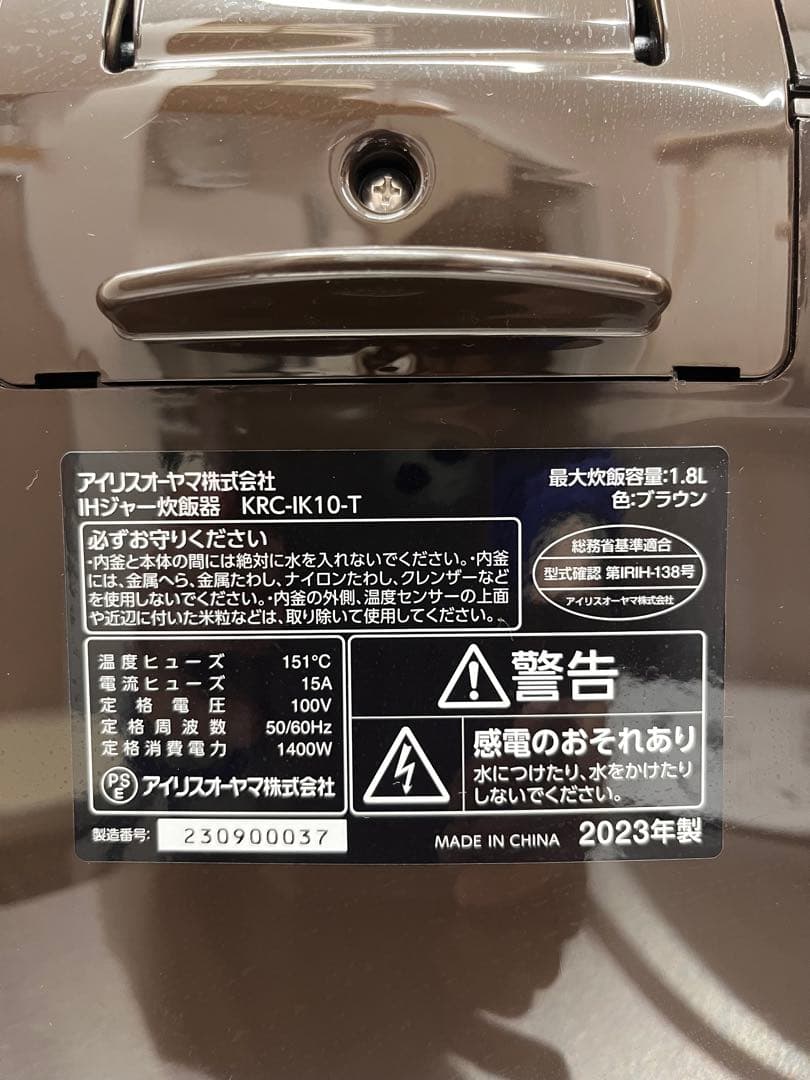 アイリスオーヤマ株式会社
IHジャー炊飯器 KRC-IK10-T
最大炊飯容量:1.8L
色:ブラウン
必ずお守りください
・内釜と本体の間には絶対に水を入れないでください。・内釜
には、金属へら、金属たわし、ナイロンたわし、クレンザーなど
を使用しないでください。・内釜の外側、温度センサーの上面
や近辺に付いた米粒などは、取り除いて使用してください。
総務省基準適合
型式確認 第IRIH-138号
アイリスオーヤマ株式会社
温度ヒューズ 151℃
電流ヒューズ 15A
定格電圧 100V
定格周波数 50/60Hz
定格消費電力 1400W
PSE アイリスオーヤマ株式会社
警告
感電のおそれあり
水につけたり、水をかけたり
しないでください。
製造番号: 230900037
MADE IN CHINA 2023年製